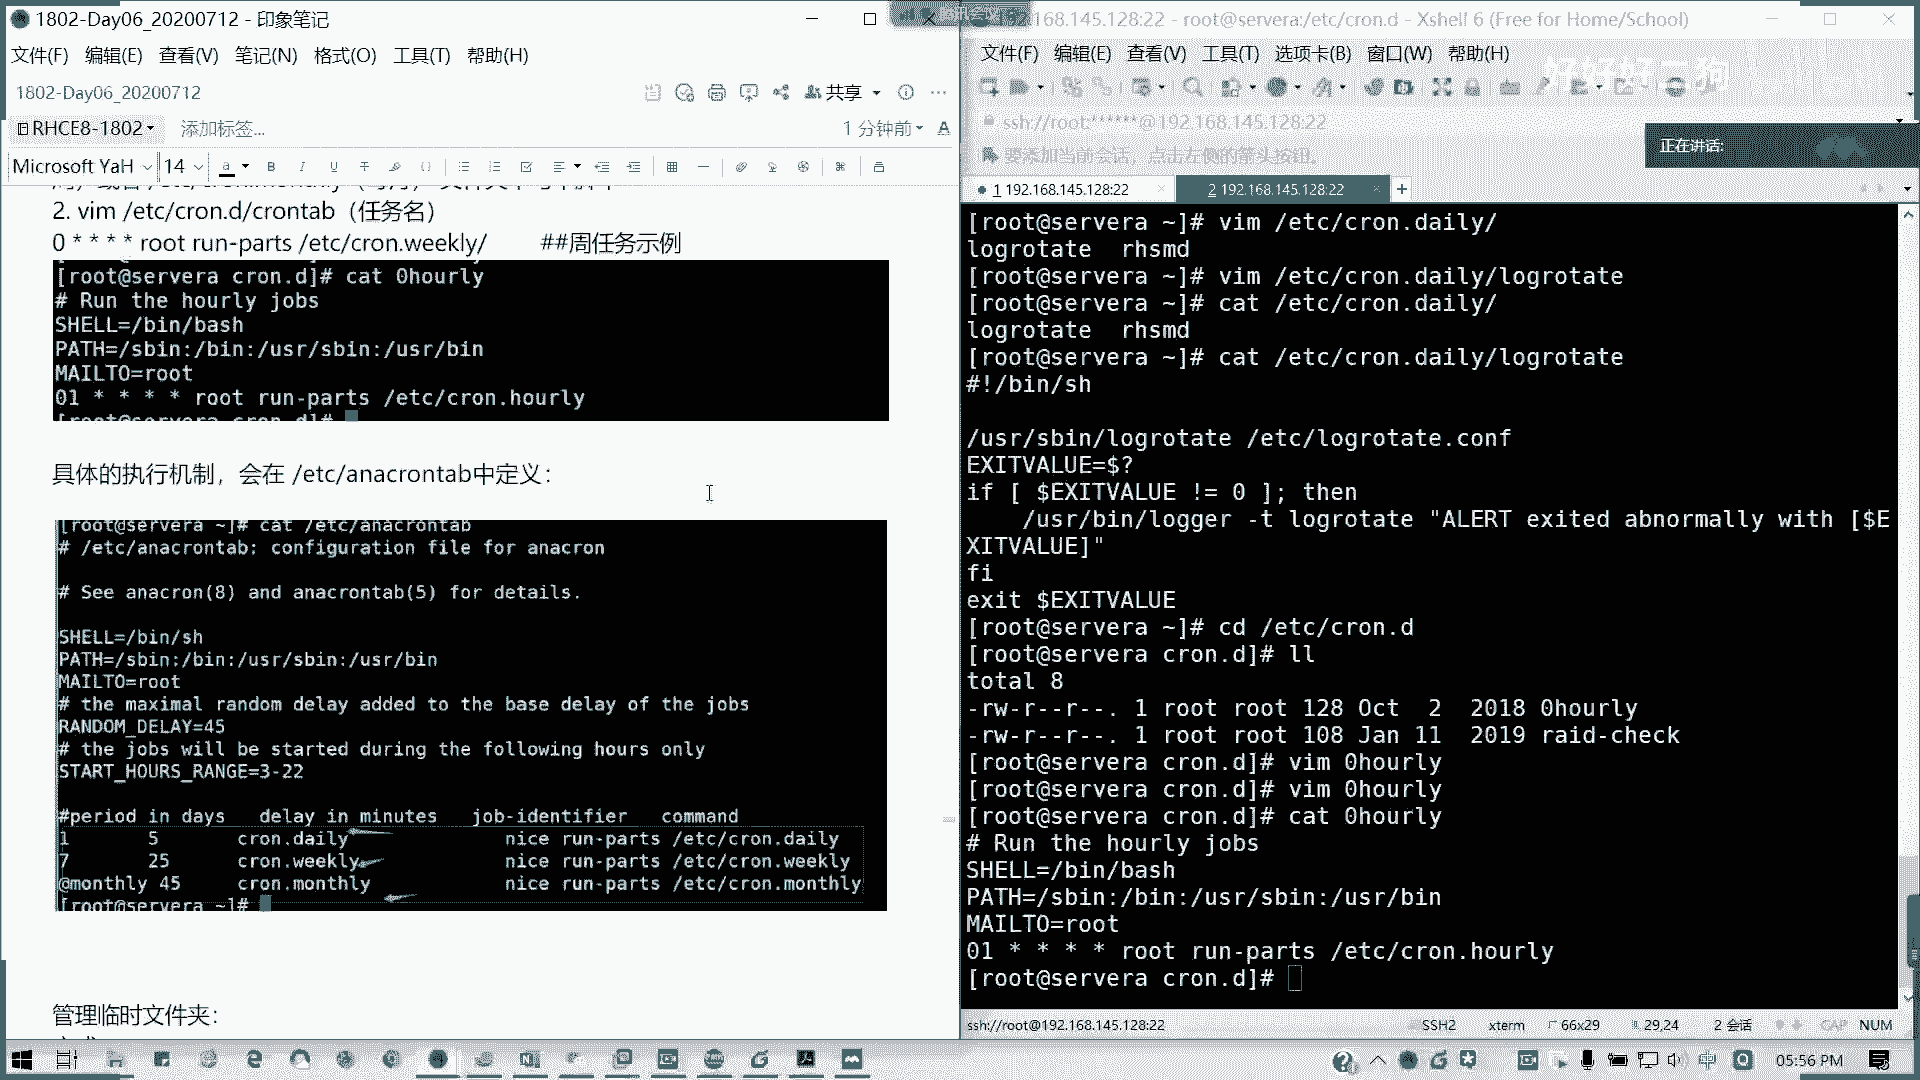 1802-Day06_20200712 - 印象笔记
文件(F) 编辑(E) 查看(V) 笔记(N) 格式(O) 工具(T) 帮助(H)
1802-Day06_20200712
共享
RHCE8-1802 添加标签... 1 分钟前
Microsoft YaH 14
2. vim /etc/cron.d/crontab（任务名）
0 * * * * root run-parts /etc/cron.weekly/ ##周任务示例
[root@servera cron.d]# cat 0hourly
# Run the hourly jobs
SHELL=/bin/bash
PATH=/sbin:/bin:/usr/sbin:/usr/bin
MAILTO=root
01 * * * * root run-parts /etc/cron.hourly
[root@servera cron.d]#
具体的执行机制，会在 /etc/anacrontab中定义：
[root@servera ~]# cat /etc/anacrontab
# /etc/anacrontab: configuration file for anacron
# See anacron(8) and anacrontab(5) for details.
SHELL=/bin/sh
PATH=/sbin:/bin:/usr/sbin:/usr/bin
MAILTO=root
# the maximal random delay added to the base delay of the jobs
RANDOM_DELAY=45
# the jobs will be started during the following hours only
START_HOURS_RANGE=3-22
#period in days delay in minutes job-identifier command
1 5 cron.daily nice run-parts /etc/cron.daily
7 25 cron.weekly nice run-parts /etc/cron.weekly
@monthly 45 cron.monthly nice run-parts /etc/cron.monthly
[root@servera ~]#
管理临时文件夹：
168.145.128:22 - root@servera:/etc/cron.d - Xshell 6 (Free for Home/School)
文件(F) 编辑(E) 查看(V) 工具(T) 选项卡(B) 窗口(W) 帮助(H)
好好好二狗
ssh://root:******@192.168.145.128:22
正在讲话:
要添加当前会话，点击左侧的箭头按钮。
1 192.168.145.128:22 2 192.168.145.128:22
[root@servera ~]# vim /etc/cron.daily/
logrotate rhsmd
[root@servera ~]# vim /etc/cron.daily/logrotate
[root@servera ~]# cat /etc/cron.daily/
logrotate rhsmd
[root@servera ~]# cat /etc/cron.daily/logrotate
#!/bin/sh
/usr/sbin/logrotate /etc/logrotate.conf
EXITVALUE=$?
if [ $EXITVALUE != 0 ]; then
/usr/bin/logger -t logrotate "ALERT exited abnormally with [$E
XITVALUE]"
fi
exit $EXITVALUE
[root@servera ~]# cd /etc/cron.d
[root@servera cron.d]# ll
total 8
-rw-r--r--. 1 root root 128 Oct 2 2018 0hourly
-rw-r--r--. 1 root root 108 Jan 11 2019 raid-check
[root@servera cron.d]# vim 0hourly
[root@servera cron.d]# vim 0hourly
[root@servera cron.d]# cat 0hourly
# Run the hourly jobs
SHELL=/bin/bash
PATH=/sbin:/bin:/usr/sbin:/usr/bin
MAILTO=root
01 * * * * root run-parts /etc/cron.hourly
[root@servera cron.d]#
ssh://root@192.168.145.128:22 SSH2 xterm 66x29 29,24 2 会话 CAP NUM
中 05:56 PM